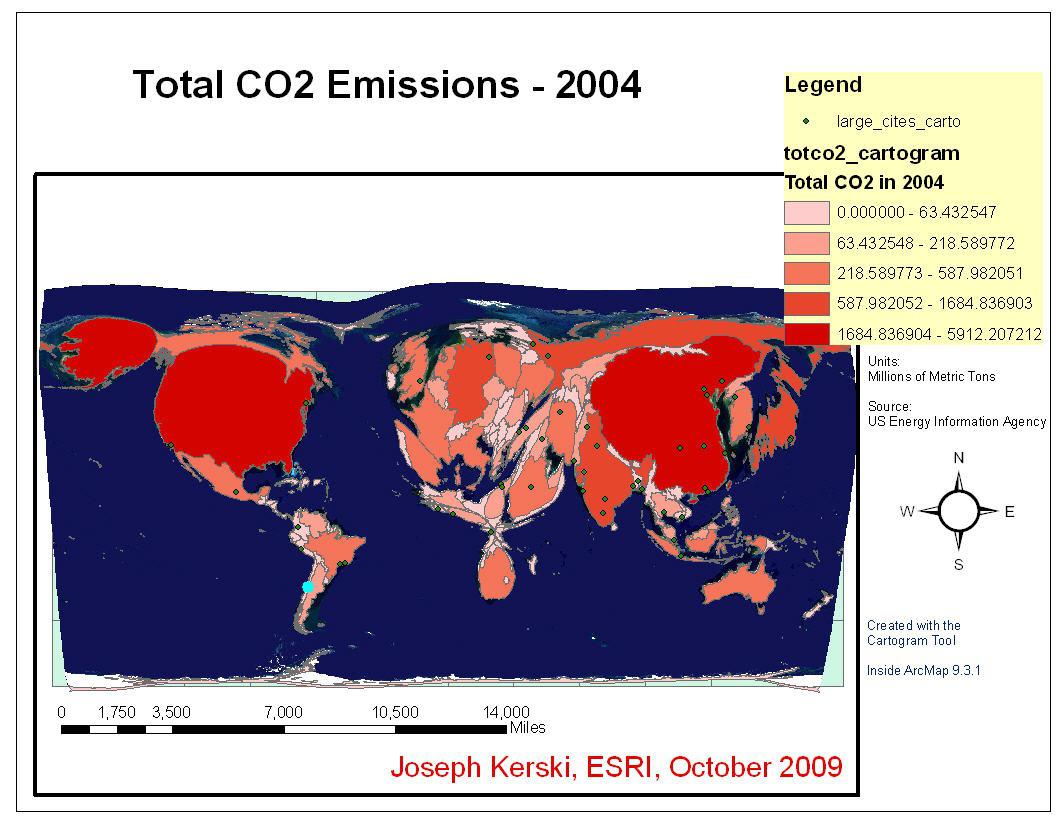 Total CO2 Emissions - 2004
Legend
large_cites_carto
totco2_cartogram
Total CO2 in 2004
0.000000 - 63.432547
63.432548 - 218.589772
218.589773 - 587.982051
587.982052 - 1684.836903
1684.836904 - 5912.207212
Units:
Millions of Metric Tons
Source:
US Energy Information Agency
N
W
E
S
Created with the
Cartogram Tool
Inside ArcMap 9.3.1
0 1,750 3,500 7,000 10,500 14,000
Miles
Joseph Kerski, ESRI, October 2009